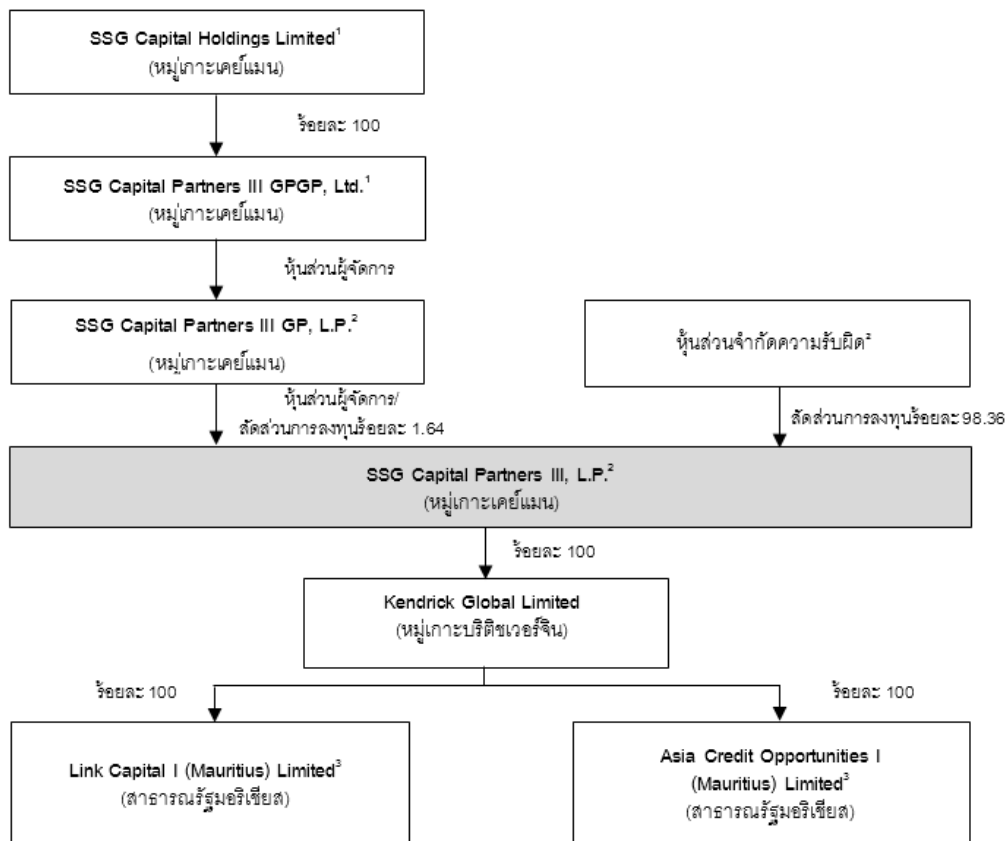 SSG Capital Holdings Limited¹
(หมู่เกาะเคย์แมน)
ร้อยละ 100
SSG Capital Partners III GPGP, Ltd.¹
(หมู่เกาะเคย์แมน)
หุ้นส่วนผู้จัดการ
SSG Capital Partners III GP, L.P.²
(หมู่เกาะเคย์แมน)
หุ้นส่วนจำกัดความรับผิด²
หุ้นส่วนผู้จัดการ/
สัดส่วนการลงทุนร้อยละ 1.64
สัดส่วนการลงทุนร้อยละ 98.36
SSG Capital Partners III, L.P.²
(หมู่เกาะเคย์แมน)
ร้อยละ 100
Kendrick Global Limited
(หมู่เกาะบริติชเวอร์จิน)
ร้อยละ 100
ร้อยละ 100
Link Capital I (Mauritius) Limited³
(สาธารณรัฐมอริเชียส)
Asia Credit Opportunities I
(Mauritius) Limited³
(สาธารณรัฐมอริเชียส)